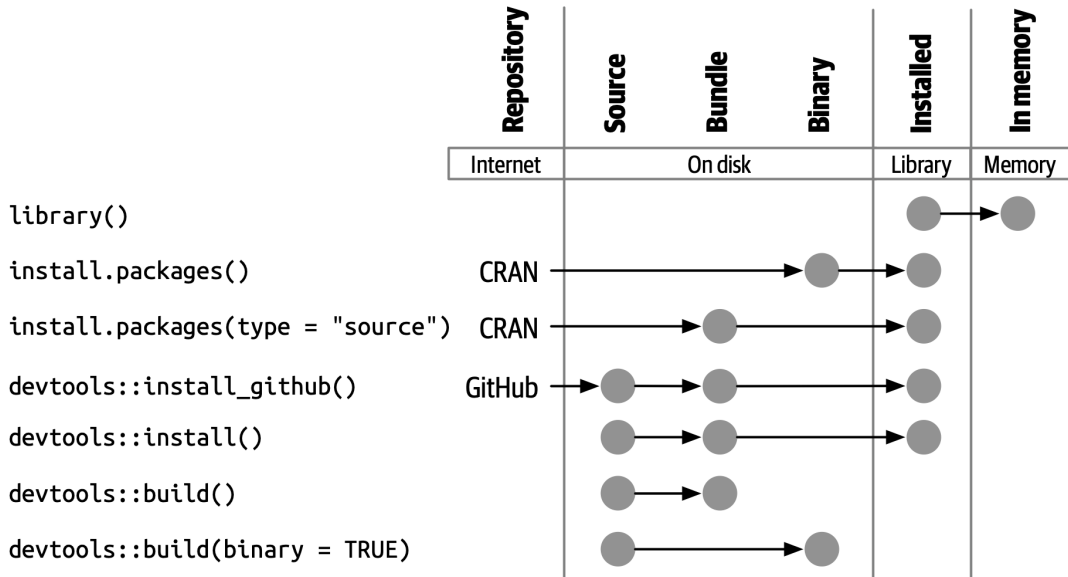 Repository Source Bundle Binary Installed In memory
Internet On disk Library Memory
library()
install.packages() CRAN
install.packages(type = "source") CRAN
devtools::install_github() GitHub
devtools::install()
devtools::build()
devtools::build(binary = TRUE)